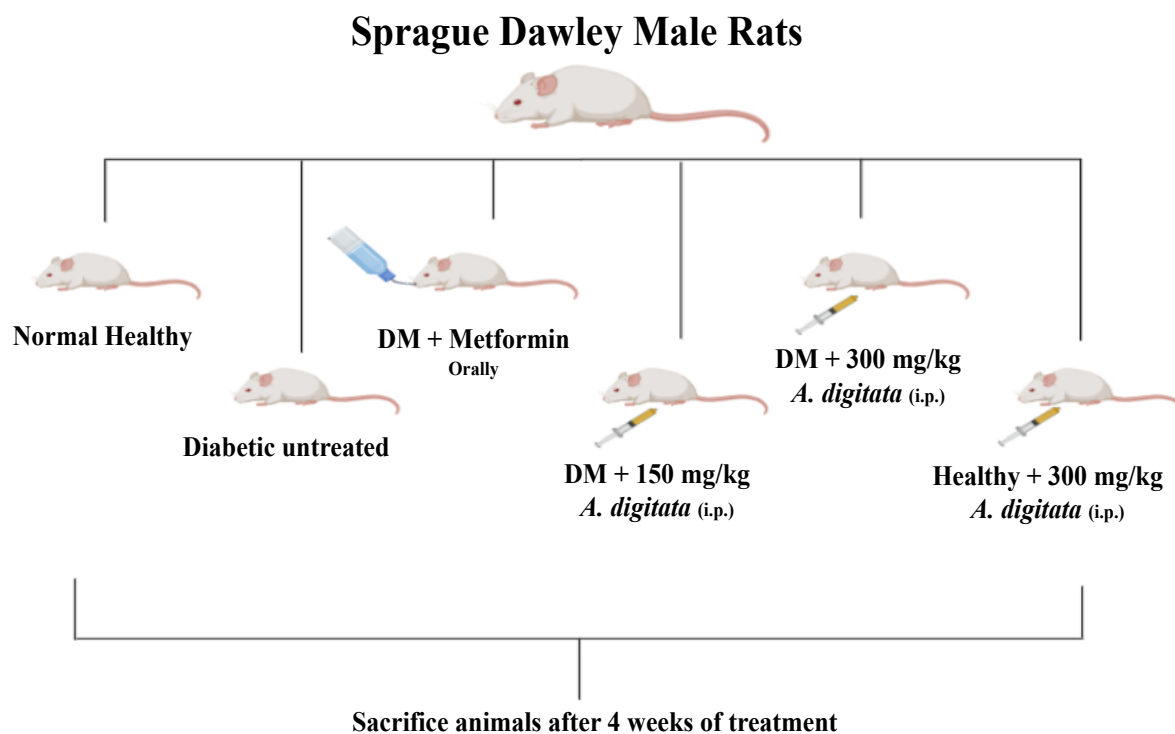 Sprague Dawley Male Rats
Normal Healthy
Diabetic untreated
DM + Metformin
Orally
DM + 150 mg/kg
A. digitata (i.p.)
DM + 300 mg/kg
A. digitata (i.p.)
Healthy + 300 mg/kg
A. digitata (i.p.)
Sacrifice animals after 4 weeks of treatment